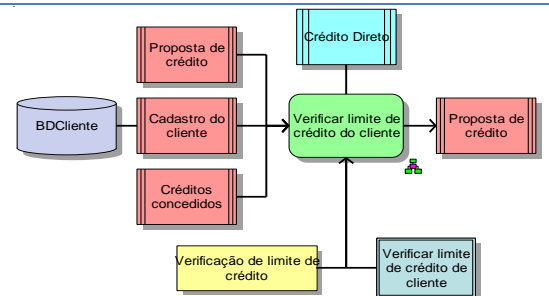 Crédito Direto
Proposta de
crédito
BDCliente
Cadastro do
cliente
Verificar limite de
crédito do cliente
Proposta de
crédito
Créditos
concedidos
Verificação de limite de
crédito
Verificar limite
de crédito de
cliente